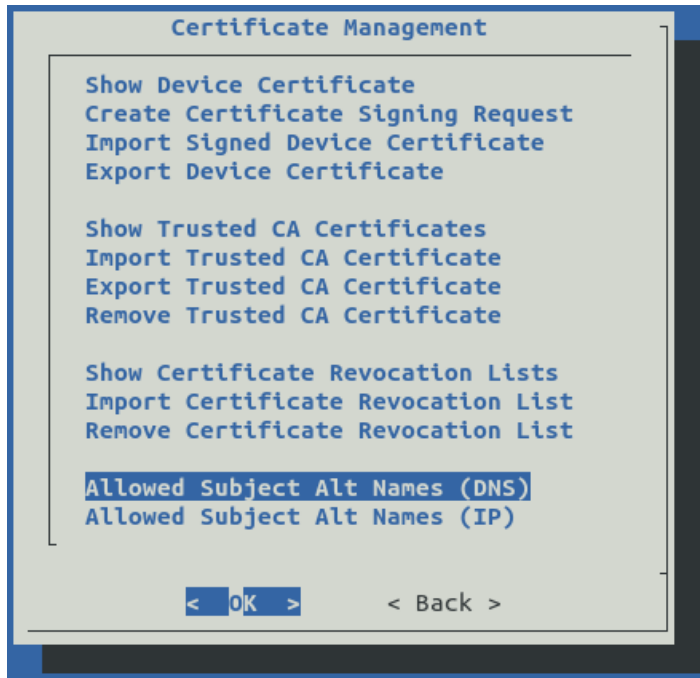 Certificate Management
Show Device Certificate
Create Certificate Signing Request
Import Signed Device Certificate
Export Device Certificate
Show Trusted CA Certificates
Import Trusted CA Certificate
Export Trusted CA Certificate
Remove Trusted CA Certificate
Show Certificate Revocation Lists
Import Certificate Revocation List
Remove Certificate Revocation List
Allowed Subject Alt Names (DNS)
Allowed Subject Alt Names (IP)
< OK > < Back >